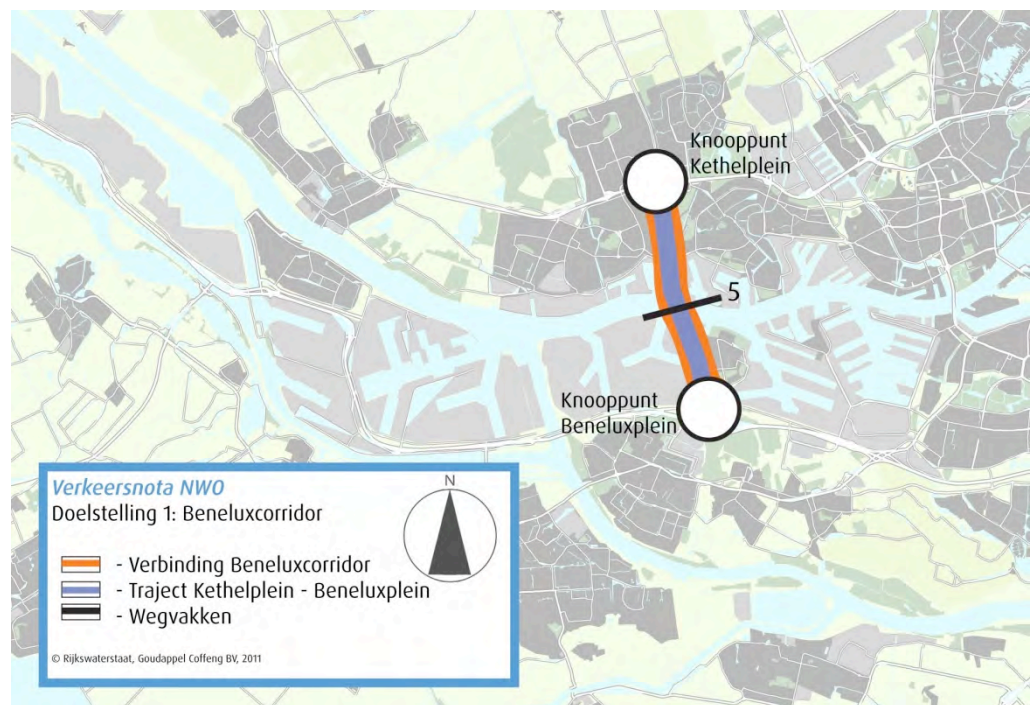 Knooppunt
Kethelplein
5
Knooppunt
Beneluxplein
Verkeersnota NWO
Doelstelling 1: Beneluxcorridor
N
- Verbinding Beneluxcorridor
- Traject Kethelplein - Beneluxplein
- Wegvakken
© Rijkswaterstaat, Goudappel Coffeng BV, 2011